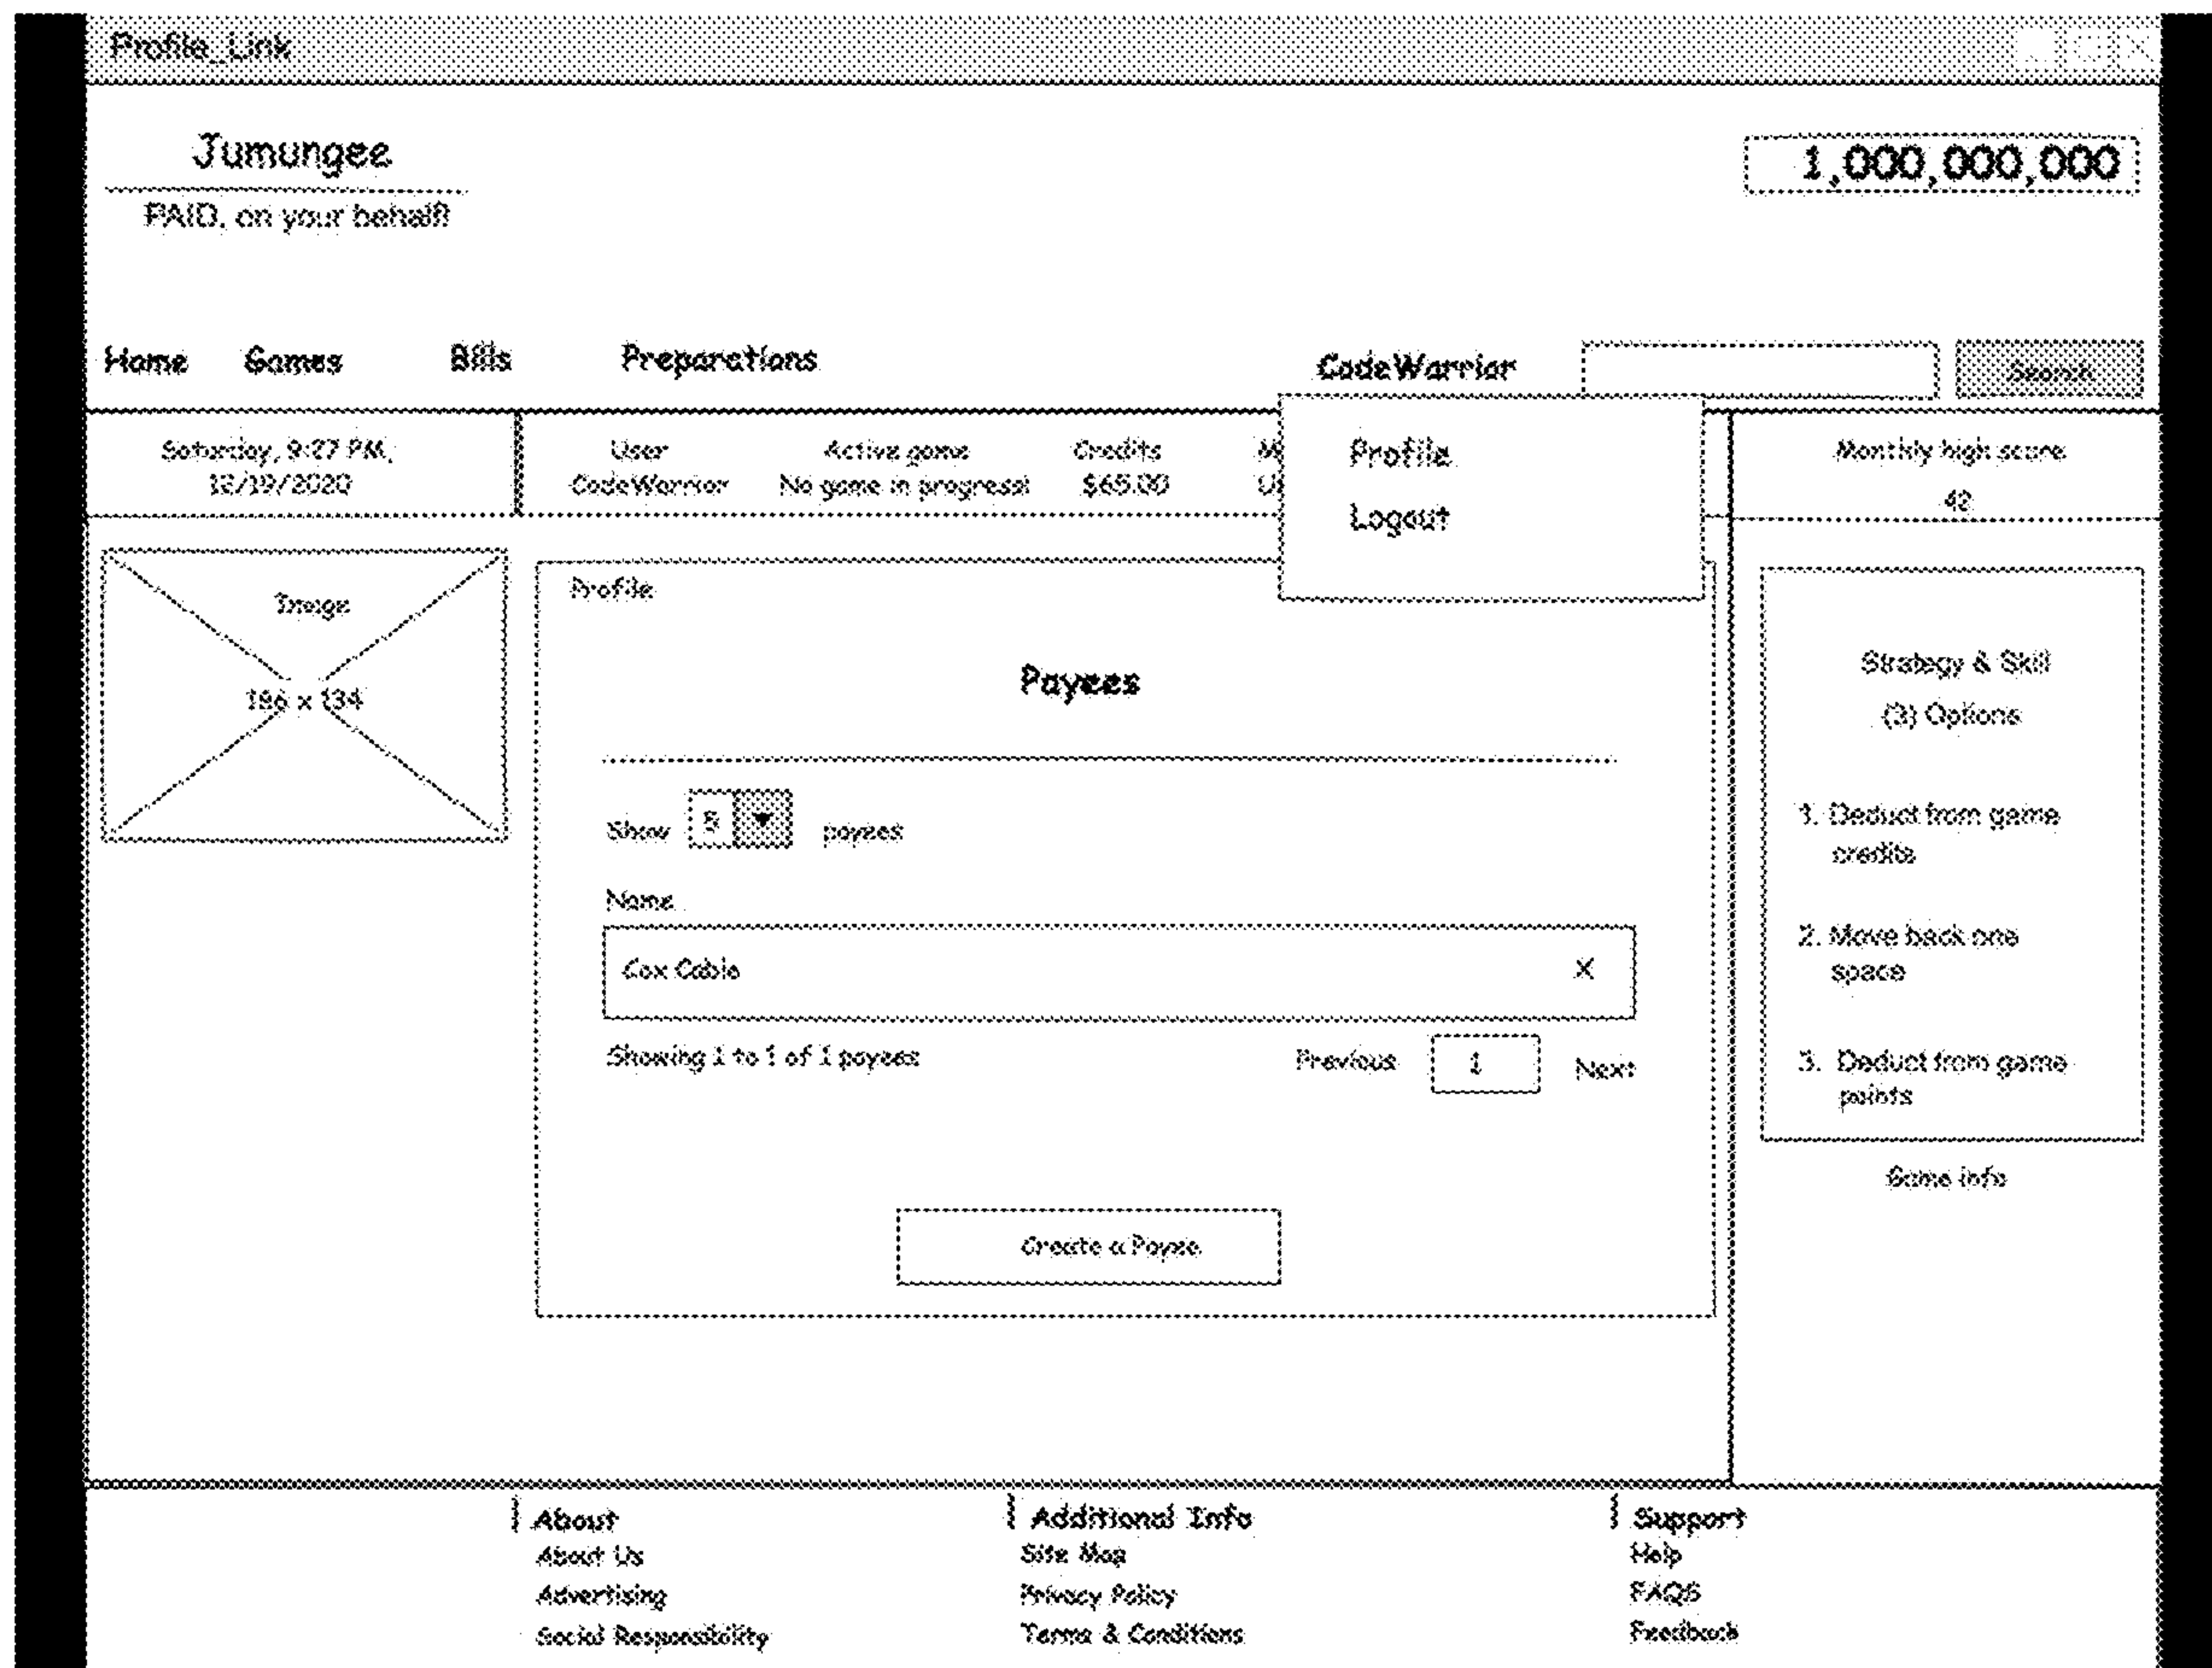 Profile_Link
Jumungee
1,000,000,000
PAID, on your behalf!
Home Games Bills Preparations CodeWarrior Search
Saturday, 9:27 PM,
12/19/2020
User Active game Credits M
CodeWarrior No game in progress! $65.00 U
Profile
Logout
Monthly high score
42
Image
186 x 134
Profile
Payees
Show 5 payees
Name
Cox Cable X
Showing 1 to 1 of 1 payees Previous 1 Next
Create a Payee
Strategy & Skill
(3) Options
1. Deduct from game
credits
2. Move back one
space
3. Deduct from game
points
Game info
About
About Us
Advertising
Social Responsibility
Additional Info
Site Map
Privacy Policy
Terms & Conditions
Support
Help
FAQS
Feedback